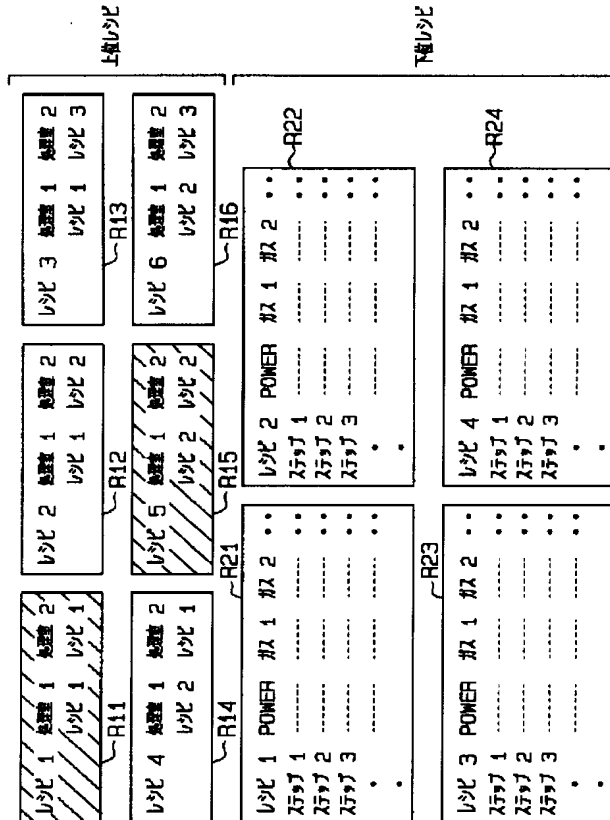 上位レシピ
レシピ 1 処理室 1 処理室 2
レシピ 1 レシピ 1
R11
レシピ 2 処理室 1 処理室 2
レシピ 1 レシピ 2
R12
レシピ 3 処理室 1 処理室 2
レシピ 1 レシピ 3
R13
レシピ 4 処理室 1 処理室 2
レシピ 2 レシピ 1
R14
レシピ 5 処理室 1 処理室 2
レシピ 2 レシピ 2
R15
レシピ 6 処理室 1 処理室 2
レシピ 2 レシピ 3
R16
下位レシピ
R21
レシピ 1 POWER ガス 1 ガス 2
ステップ 1
ステップ 2
ステップ 3
R22
レシピ 2 POWER ガス 1 ガス 2
ステップ 1
ステップ 2
ステップ 3
R23
レシピ 3 POWER ガス 1 ガス 2
ステップ 1
ステップ 2
ステップ 3
R24
レシピ 4 POWER ガス 1 ガス 2
ステップ 1
ステップ 2
ステップ 3